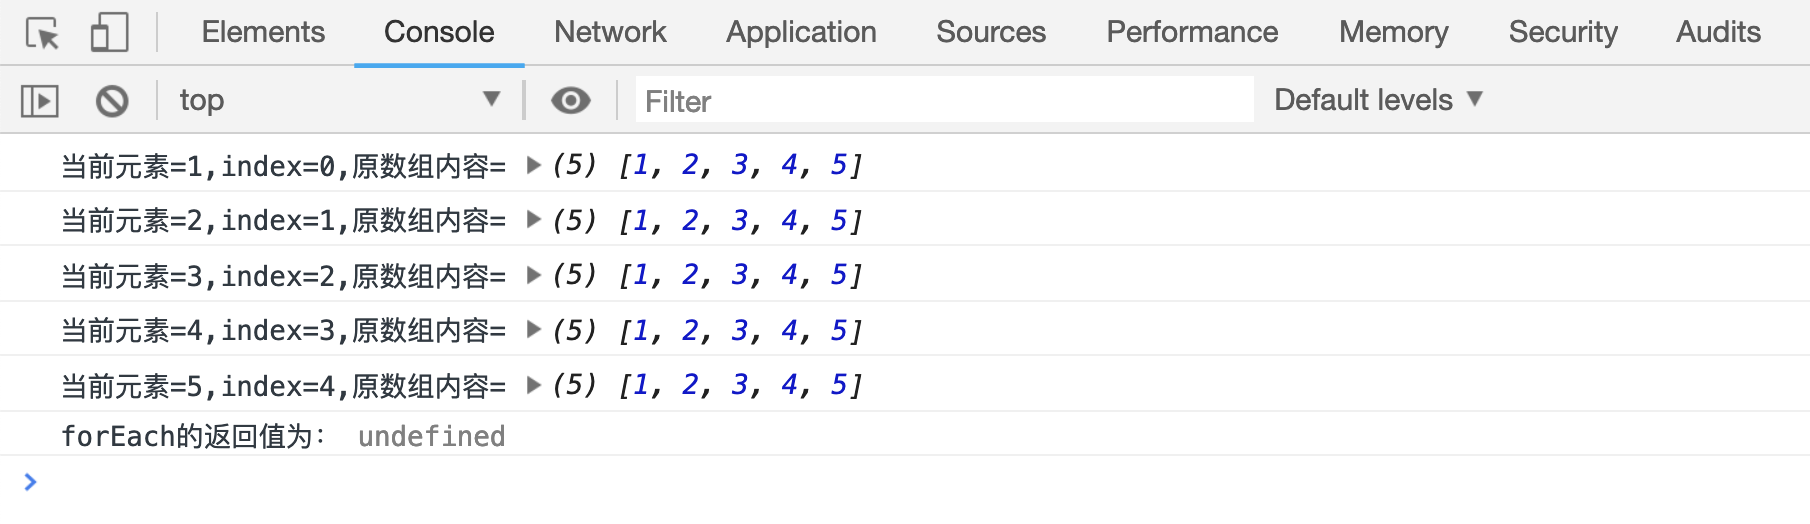 Elements Console Network Application Sources Performance Memory Security Audits
top Filter Default levels
当前元素=1,index=0,原数组内容= (5) [1, 2, 3, 4, 5]
当前元素=2,index=1,原数组内容= (5) [1, 2, 3, 4, 5]
当前元素=3,index=2,原数组内容= (5) [1, 2, 3, 4, 5]
当前元素=4,index=3,原数组内容= (5) [1, 2, 3, 4, 5]
当前元素=5,index=4,原数组内容= (5) [1, 2, 3, 4, 5]
forEach的返回值为: undefined